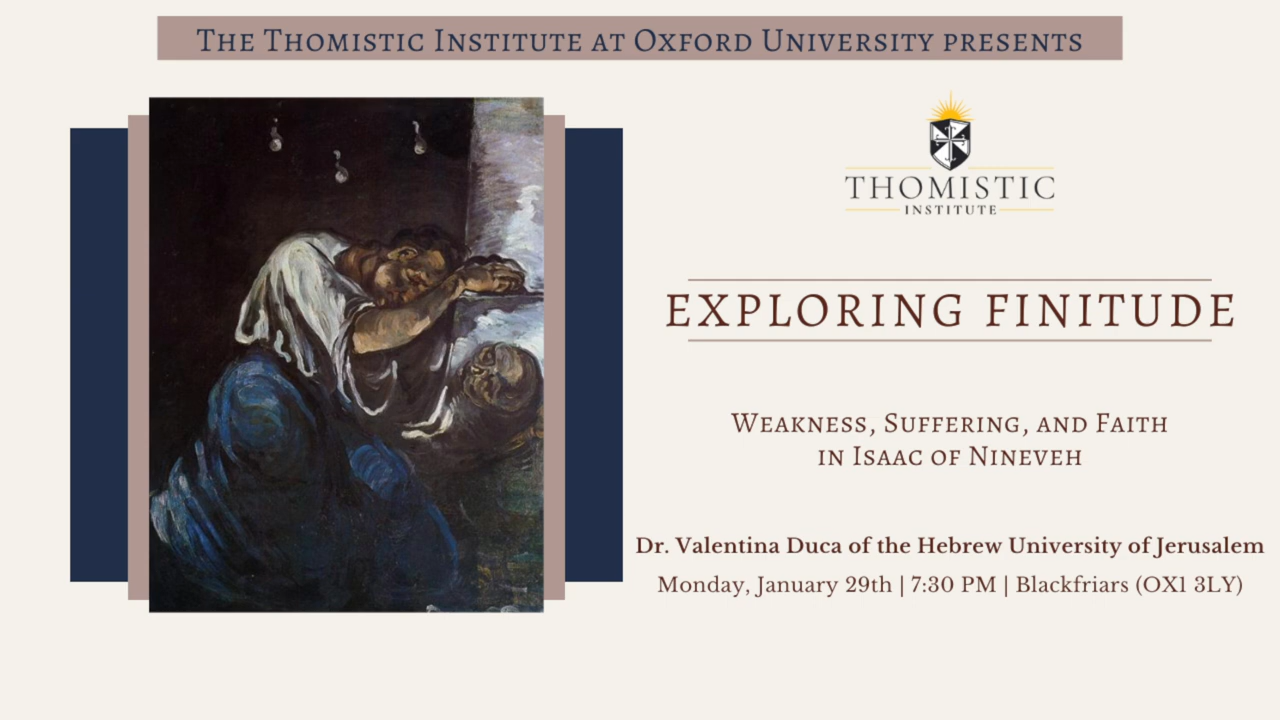 The Thomistic Institute at Oxford University presents
THOMISTIC
INSTITUTE
EXPLORING FINITUDE
Weakness, Suffering, and Faith
in Isaac of Nineveh
Dr. Valentina Duca of the Hebrew University of Jerusalem
Monday, January 29th | 7:30 PM | Blackfriars (OX1 3LY)